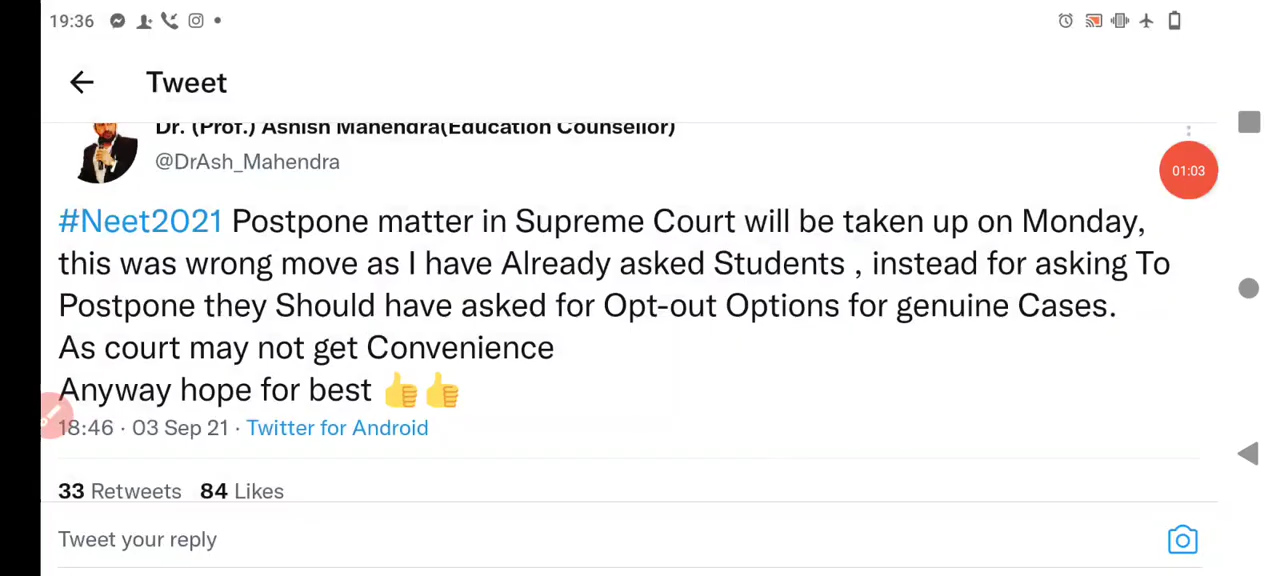 19:36
Tweet
Dr. (Prof.) Ashish Mahendra(Education Counsellor)
@DrAsh_Mahendra
01:03
#Neet2021 Postpone matter in Supreme Court will be taken up on Monday,
this was wrong move as I have Already asked Students , instead for asking To
Postpone they Should have asked for Opt-out Options for genuine Cases.
As court may not get Convenience
Anyway hope for best 👍👍
18:46 · 03 Sep 21 · Twitter for Android
33 Retweets 84 Likes
Tweet your reply